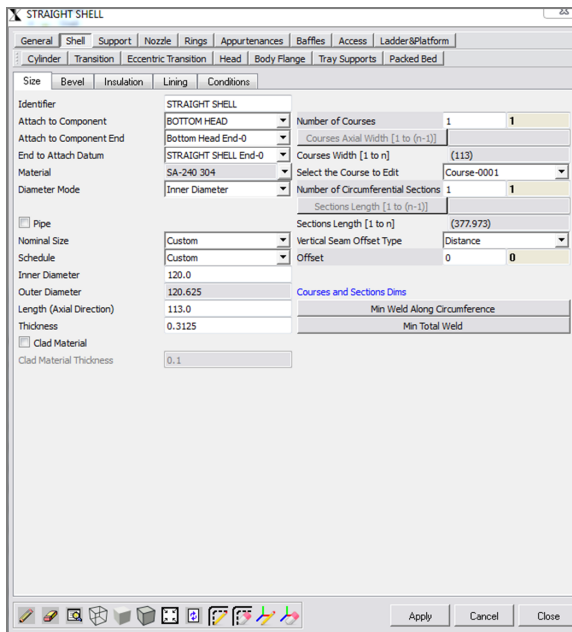 STRAIGHT SHELL
General Shell Support Nozzle Rings Appurtenances Baffles Access Ladder&Platform
Cylinder Transition Eccentric Transition Head Body Flange Tray Supports Packed Bed
Size Bevel Insulation Lining Conditions
Identifier STRAIGHT SHELL
Attach to Component BOTTOM HEAD Number of Courses 1 1
Attach to Component End Bottom Head End-0 Courses Axial Width [1 to (n-1)]
End to Attach Datum STRAIGHT SHELL End-0 Courses Width [1 to n] (113)
Material SA-240 304 Select the Course to Edit Course-0001
Diameter Mode Inner Diameter Number of Circumferential Sections 1 1
Sections Length [1 to (n-1)]
Pipe Sections Length [1 to n] (377.973)
Nominal Size Custom Vertical Seam Offset Type Distance
Schedule Custom Offset 0 0
Inner Diameter 120.0
Outer Diameter 120.625 Courses and Sections Dims
Length (Axial Direction) 113.0 Min Weld Along Circumference
Thickness 0.3125 Min Total Weld
Clad Material
Clad Material Thickness 0.1
Apply Cancel Close